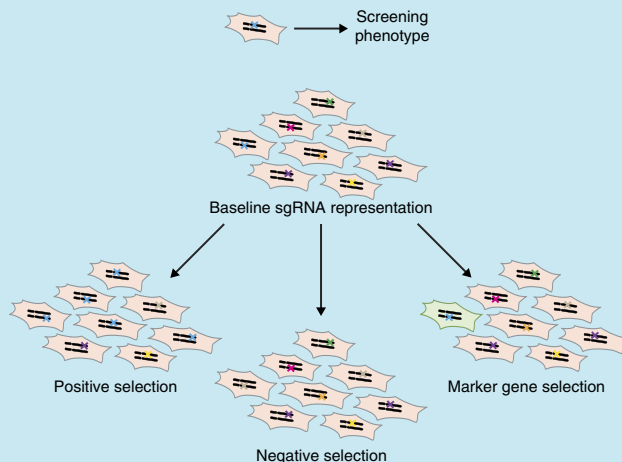 Screening
phenotype
Baseline sgRNA representation
Positive selection
Negative selection
Marker gene selection